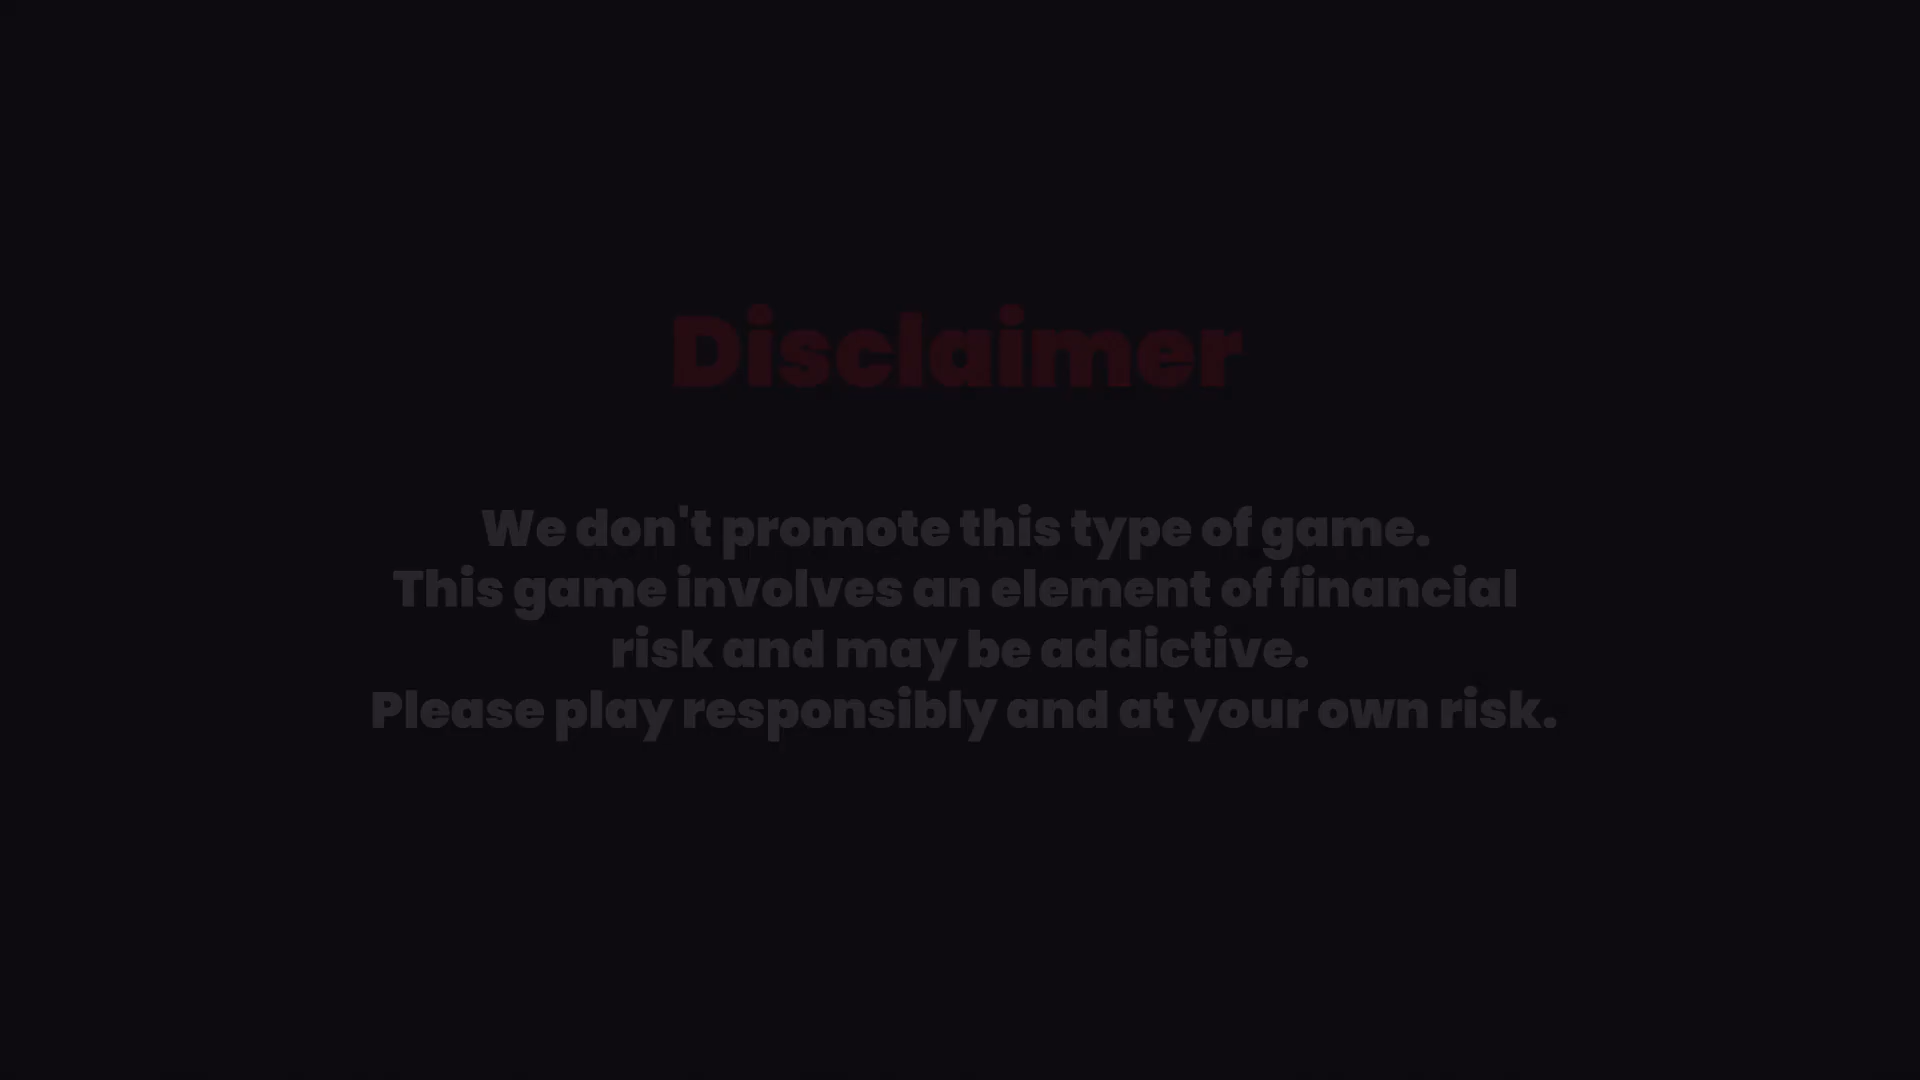 Disclaimer
We don't promote this type of game.
This game involves an element of financial
risk and may be addictive.
Please play responsibly and at your own risk.